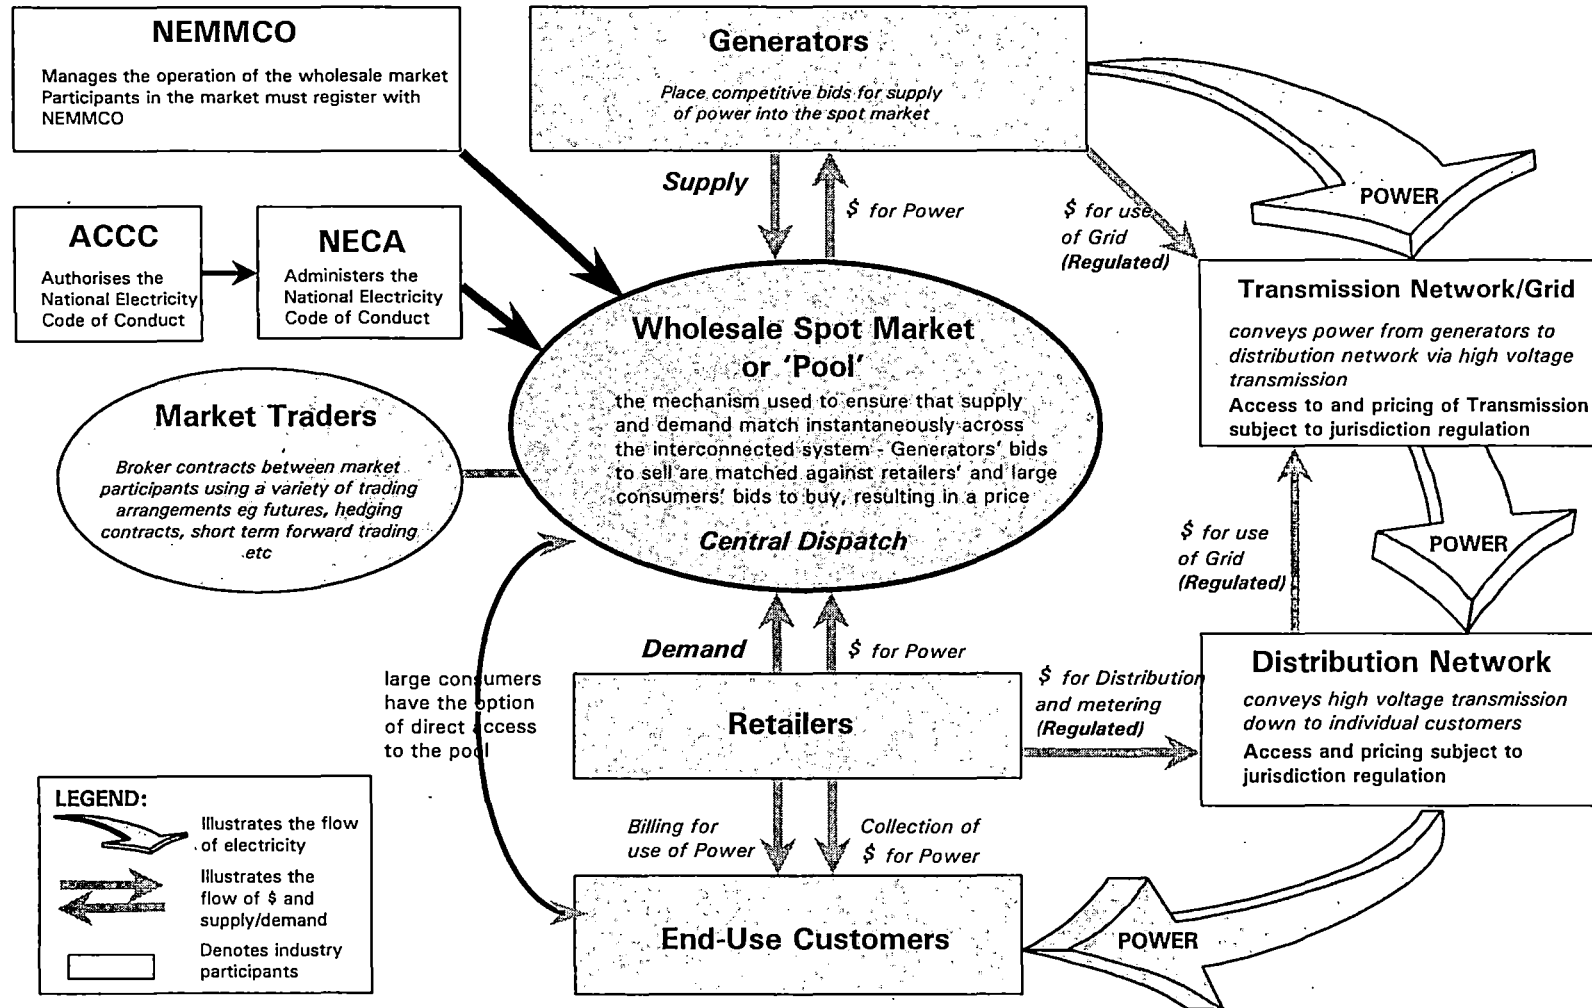 NEMMCO
Manages the operation of the wholesale market
Participants in the market must register with
NEMMCO
Generators
Place competitive bids for supply
of power into the spot market
POWER
Supply
$ for Power
$ for use
of Grid
(Regulated)
ACCC
Authorises the
National Electricity
Code of Conduct
NECA
Administers the
National Electricity
Code of Conduct
Transmission Network/Grid
conveys power from generators to
distribution network via high voltage
transmission
Access to and pricing of Transmission
subject to jurisdiction regulation
Wholesale Spot Market
or 'Pool'
the mechanism used to ensure that supply
and demand match instantaneously across
the interconnected system - Generators' bids
to sell are matched against retailers' and large
consumers' bids to buy, resulting in a price
Central Dispatch
Market Traders
Broker contracts between market
participants using a variety of trading
arrangements eg futures, hedging
contracts, short term forward trading
etc
$ for use
of Grid
(Regulated)
POWER
Demand
$ for Power
large consumers
have the option
of direct access
to the pool
Retailers
$ for Distribution
and metering
(Regulated)
Distribution Network
conveys high voltage transmission
down to individual customers
Access and pricing subject to
jurisdiction regulation
LEGEND:
Illustrates the flow
of electricity
Illustrates the
flow of $ and
supply/demand
Denotes industry
participants
Billing for
use of Power
Collection of
$ for Power
End-Use Customers
POWER